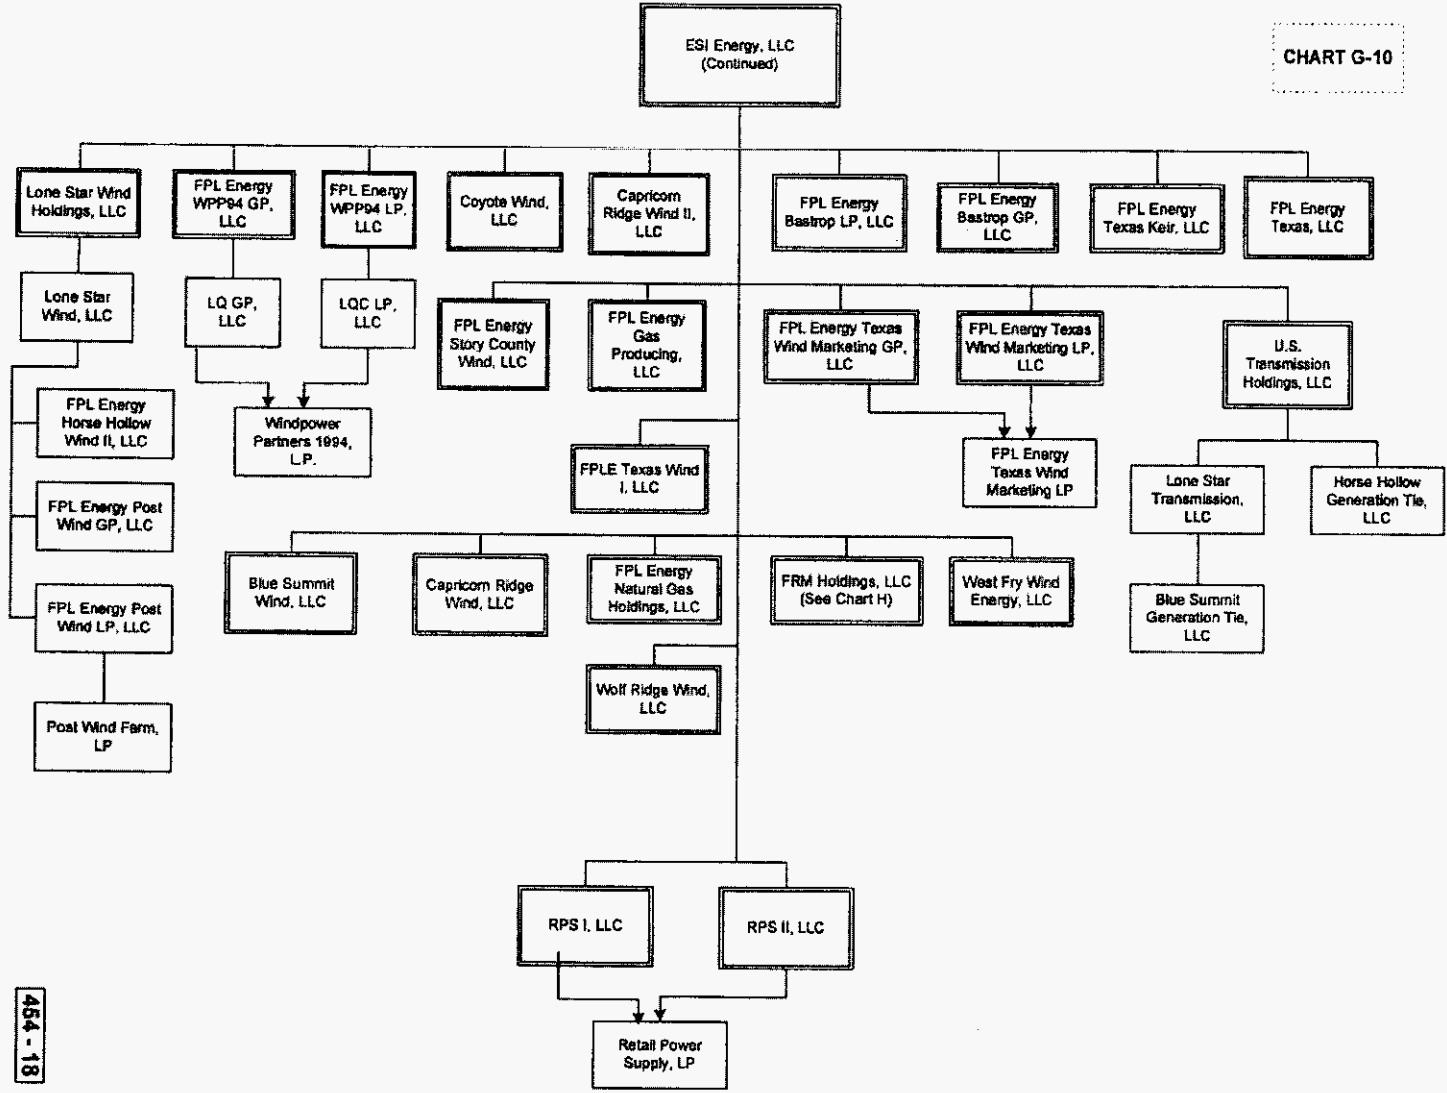 ESI Energy, LLC
(Continued)
CHART G-10
Lone Star Wind
Holdings, LLC
FPL Energy
WPP94 GP,
LLC
FPL Energy
WPP94 LP,
LLC
Coyote Wind,
LLC
Capricorn
Ridge Wind II,
LLC
FPL Energy
Bastrop LP, LLC
FPL Energy
Bastrop GP,
LLC
FPL Energy
Texas Keir, LLC
FPL Energy
Texas, LLC
Lone Star
Wind, LLC
LQ GP,
LLC
LQC LP,
LLC
FPL Energy
Story County
Wind, LLC
FPL Energy
Gas
Producing,
LLC
FPL Energy Texas
Wind Marketing GP,
LLC
FPL Energy Texas
Wind Marketing LP,
LLC
U.S.
Transmission
Holdings, LLC
FPL Energy
Horse Hollow
Wind II, LLC
Windpower
Partners 1994,
L.P.
FPLE Texas Wind
I, LLC
FPL Energy
Texas Wind
Marketing LP
Lone Star
Transmission,
LLC
Horse Hollow
Generation Tie,
LLC
FPL Energy Post
Wind GP, LLC
Blue Summit
Wind, LLC
Capricorn Ridge
Wind, LLC
FPL Energy
Natural Gas
Holdings, LLC
FRM Holdings, LLC
(See Chart H)
West Fry Wind
Energy, LLC
FPL Energy Post
Wind LP, LLC
Blue Summit
Generation Tie,
LLC
Wolf Ridge Wind,
LLC
Post Wind Farm,
LP
RPS I, LLC
RPS II, LLC
Retail Power
Supply, LP
454 - 18